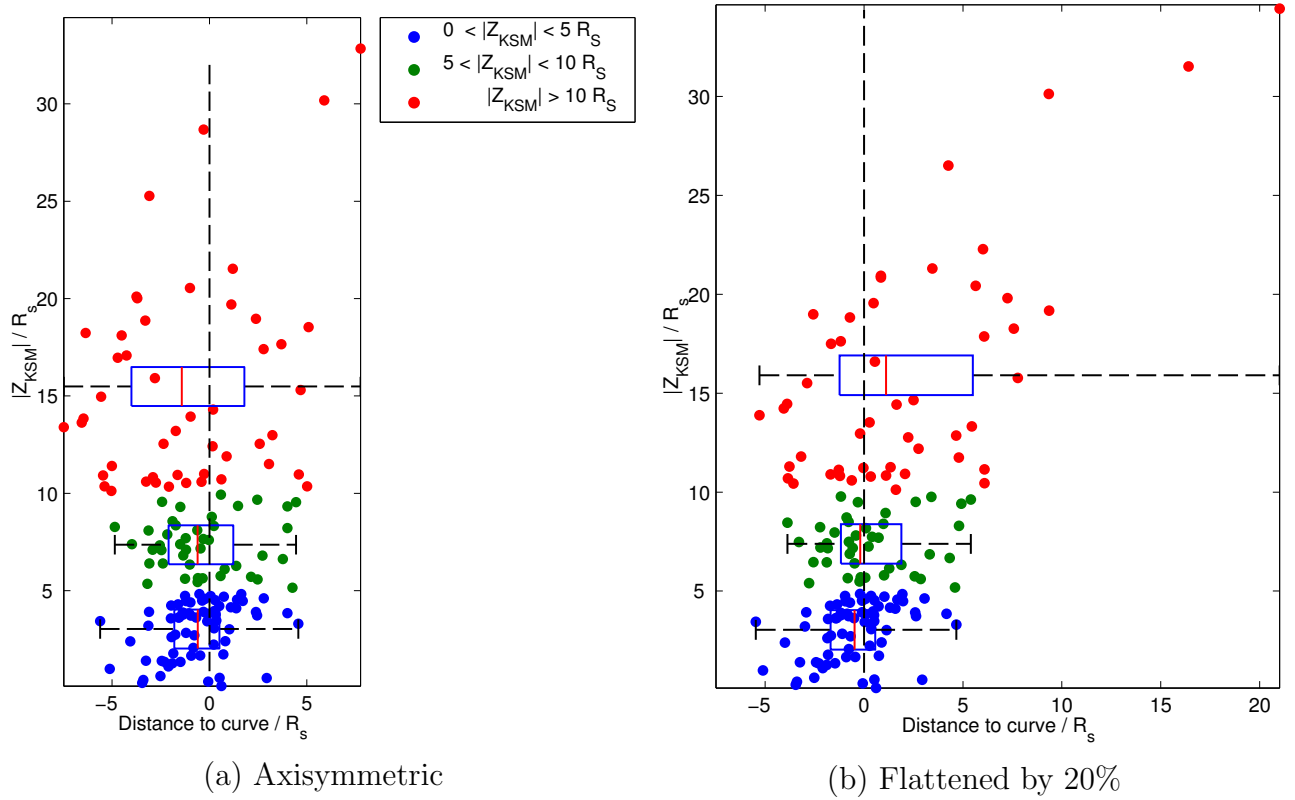 0 < |Z_KSM| < 5 R_S
5 < |Z_KSM| < 10 R_S
|Z_KSM| > 10 R_S
|Z_KSM| / R_s
30
25
20
15
10
5
−5 0 5
Distance to curve / R_s
(a) Axisymmetric
|Z_KSM| / R_s
30
25
20
15
10
5
−5 0 5 10 15 20
Distance to curve / R_s
(b) Flattened by 20%